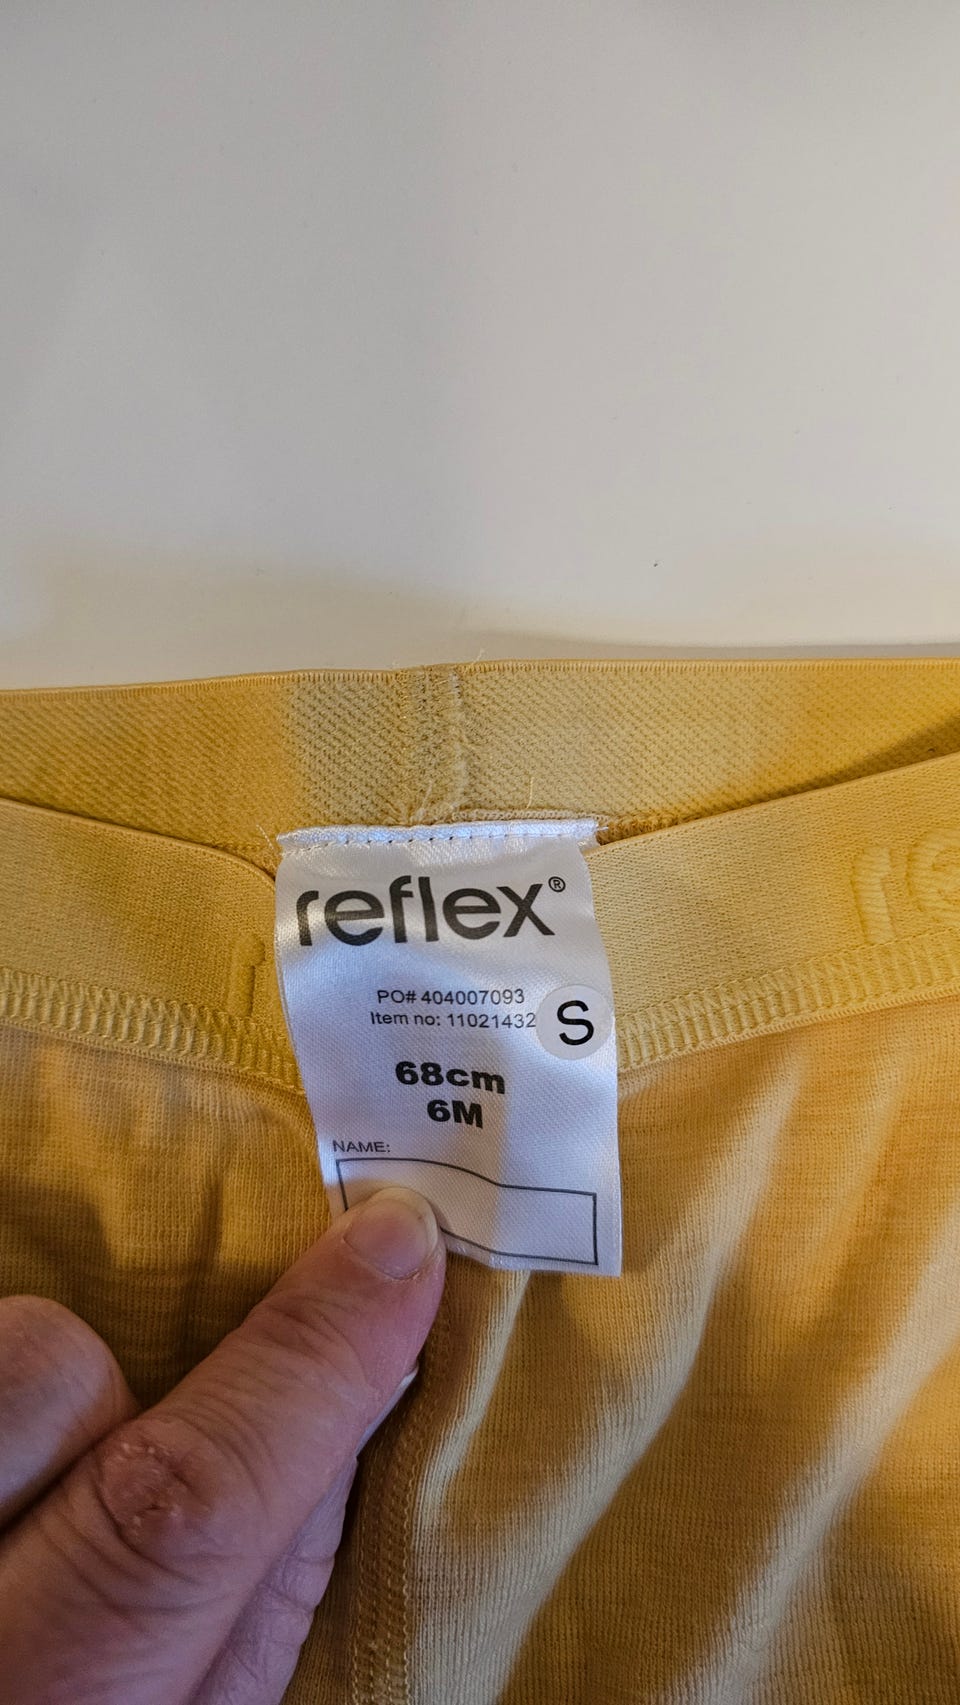 reflex®
PO# 404007093
Item no: 11021432
S
68cm
6M
NAME: